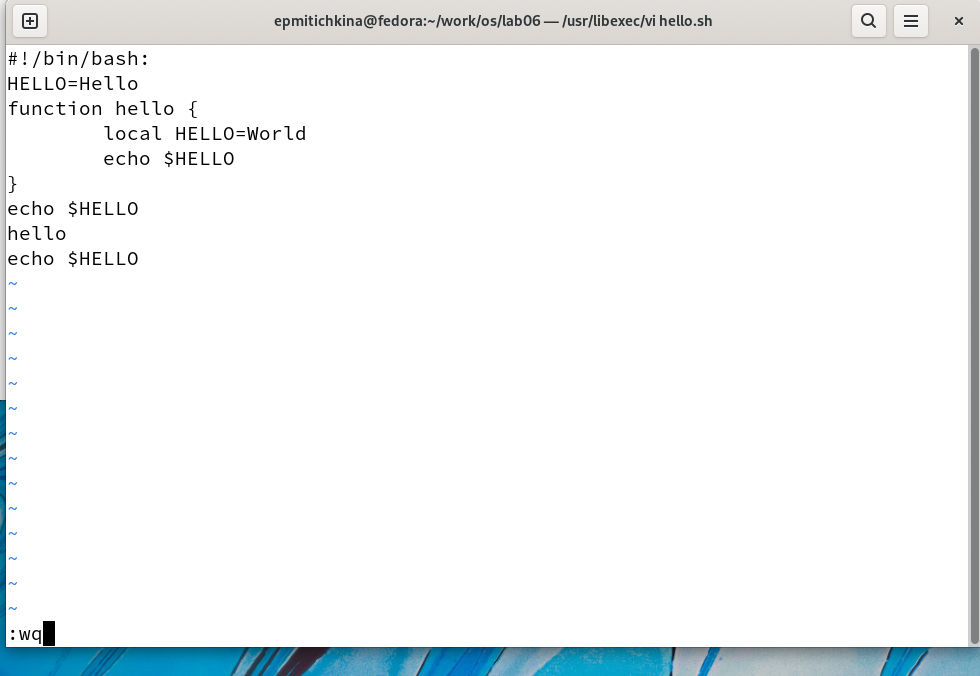 epmitichkina@fedora:~/work/os/lab06 — /usr/libexec/vi hello.sh
#!/bin/bash:
HELLO=Hello
function hello {
        local HELLO=World
        echo $HELLO
}
echo $HELLO
hello
echo $HELLO
~
~
~
~
~
~
~
~
~
~
~
~
~
~
:wq